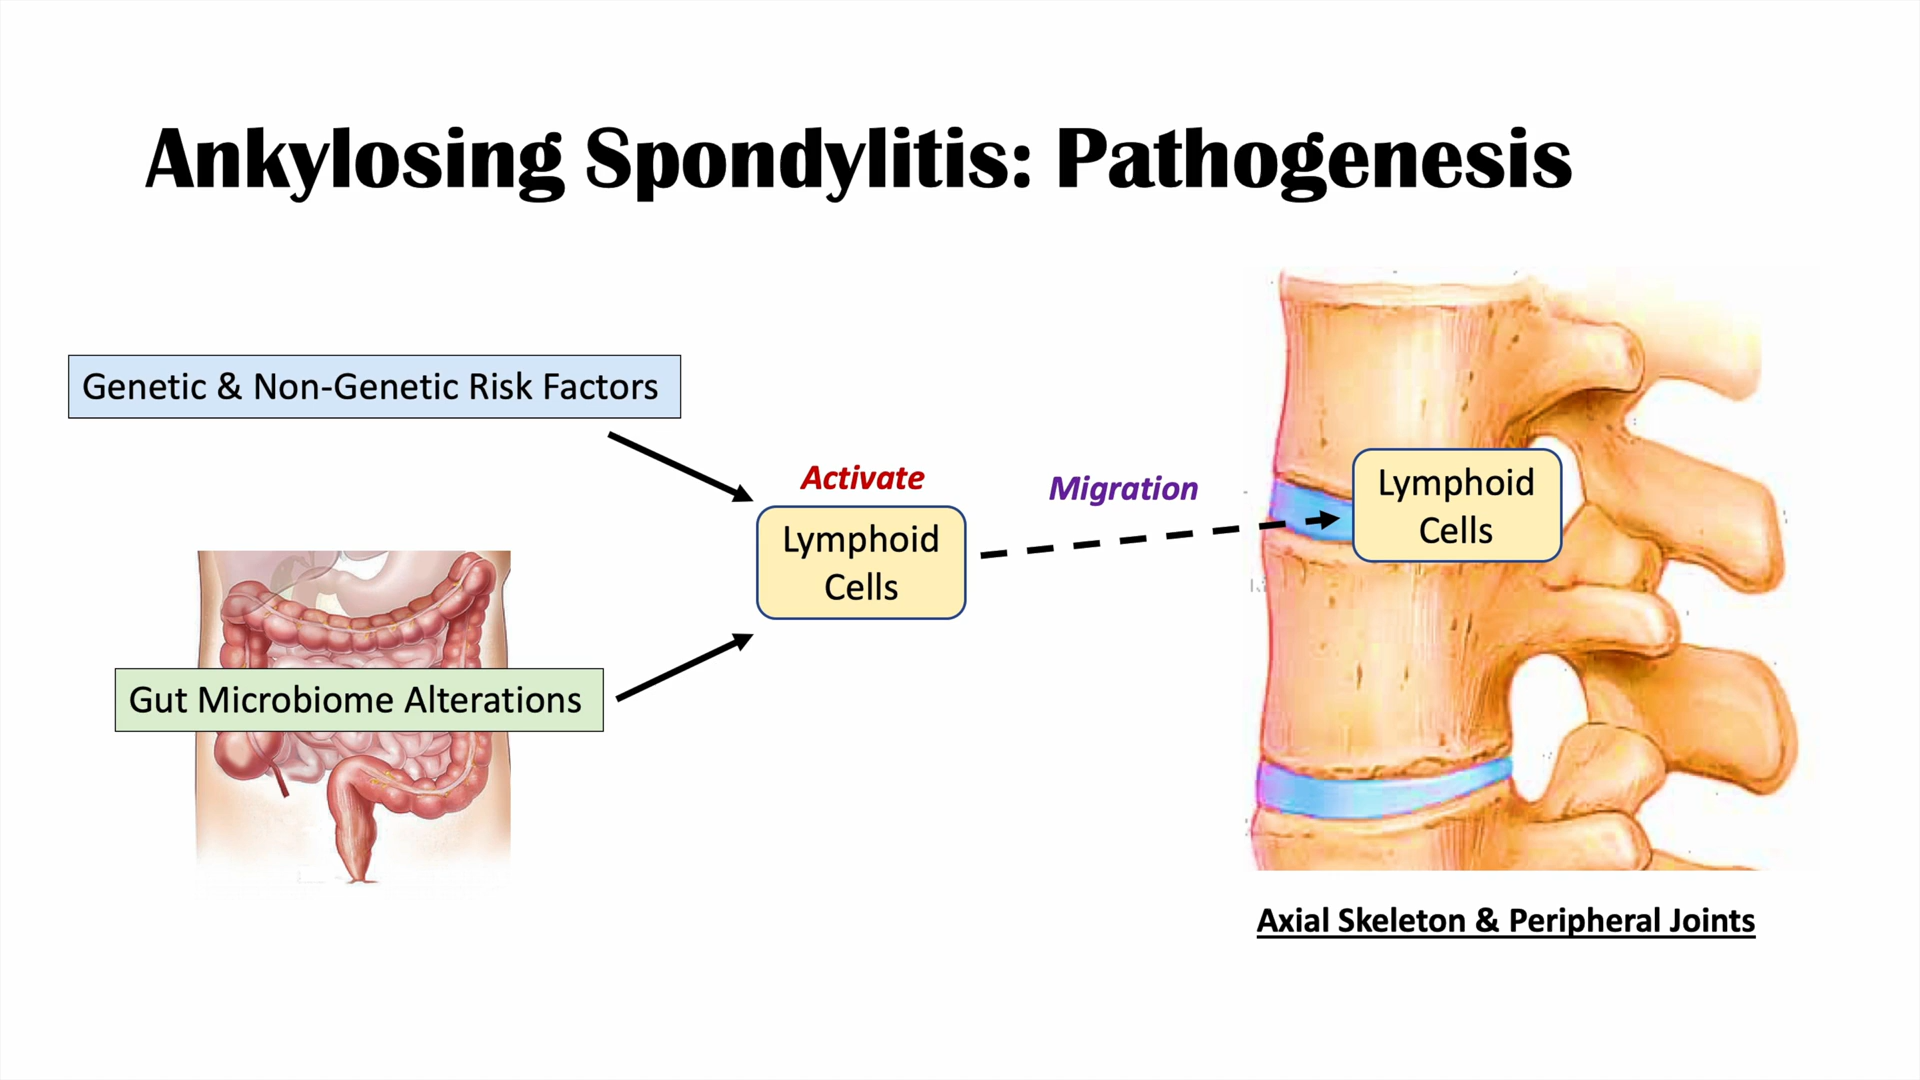 Ankylosing Spondylitis: Pathogenesis
Genetic & Non-Genetic Risk Factors
Activate
Lymphoid
Cells
Migration
Lymphoid
Cells
Gut Microbiome Alterations
Axial Skeleton & Peripheral Joints